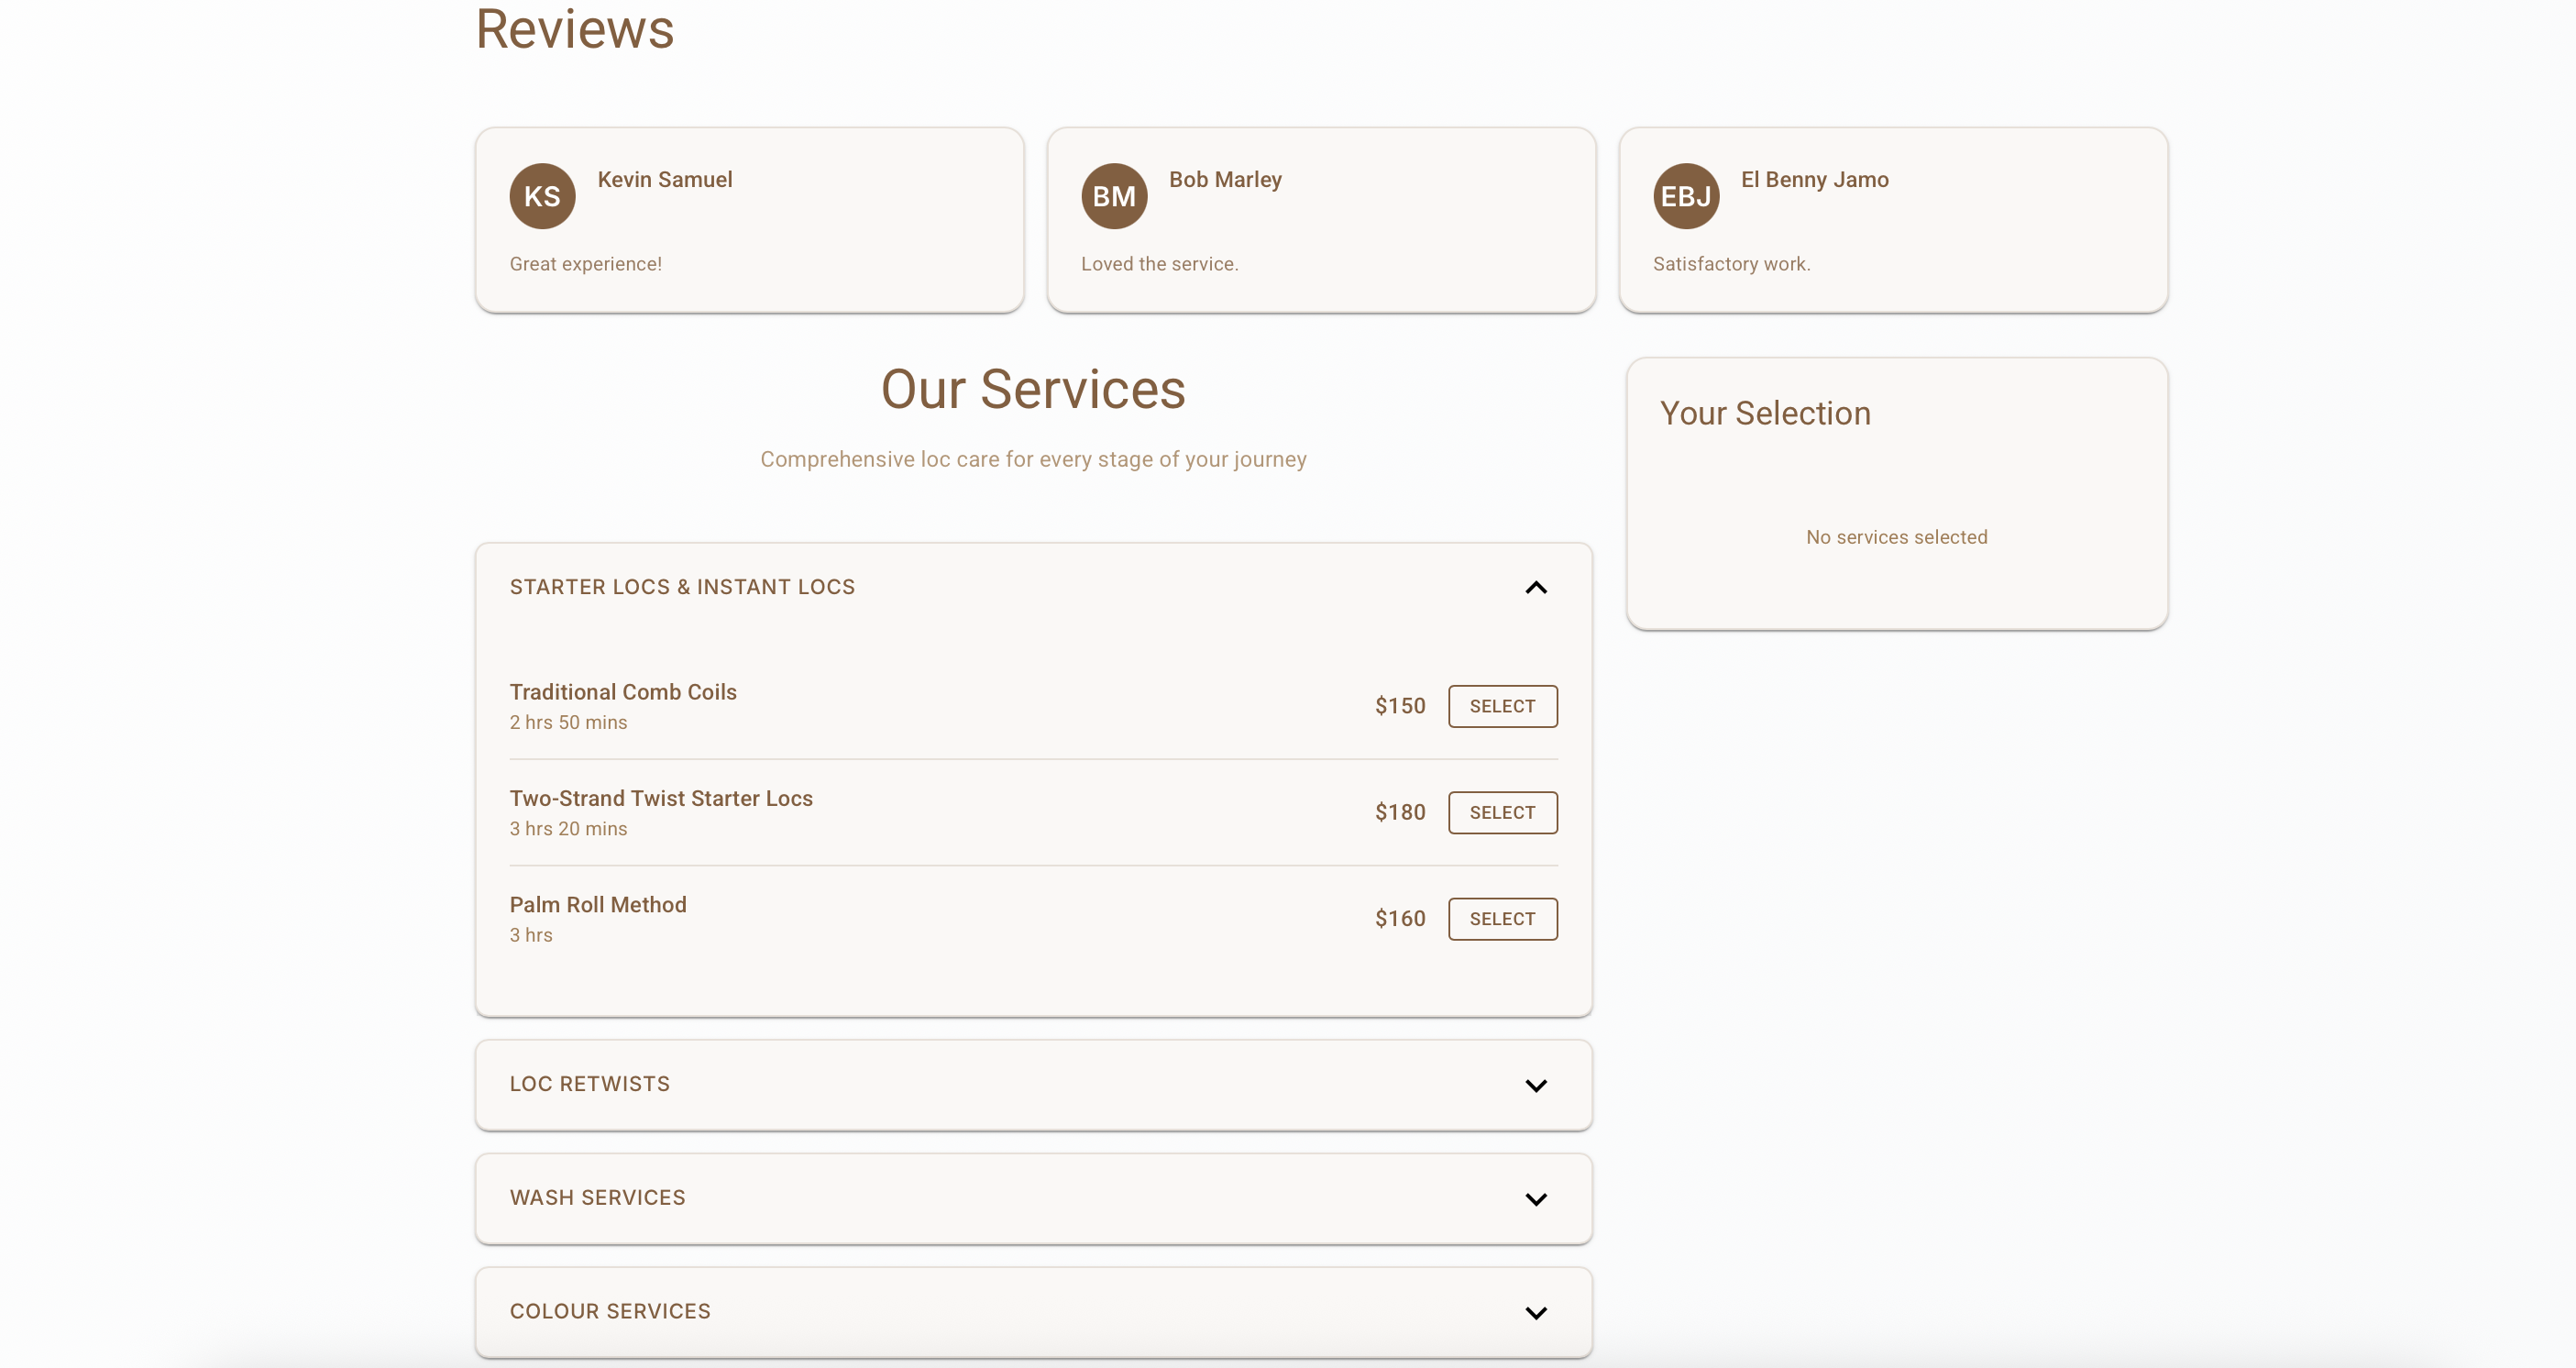 Reviews
KS
Kevin Samuel
Great experience!
BM
Bob Marley
Loved the service.
EBJ
El Benny Jamo
Satisfactory work.
Our Services
Comprehensive loc care for every stage of your journey
Your Selection
No services selected
STARTER LOCS & INSTANT LOCS
Traditional Comb Coils
2 hrs 50 mins
$150
SELECT
Two-Strand Twist Starter Locs
3 hrs 20 mins
$180
SELECT
Palm Roll Method
3 hrs
$160
SELECT
LOC RETWISTS
WASH SERVICES
COLOUR SERVICES